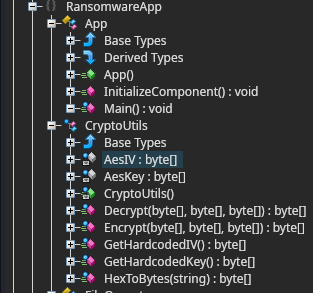 RansomwareApp
App
Base Types
Derived Types
App()
InitializeComponent() : void
Main() : void
CryptoUtils
Base Types
AesIV : byte[]
AesKey : byte[]
CryptoUtils()
Decrypt(byte[], byte[], byte[]) : byte[]
Encrypt(byte[], byte[], byte[]) : byte[]
GetHardcodedIV() : byte[]
GetHardcodedKey() : byte[]
HexToBytes(string) : byte[]